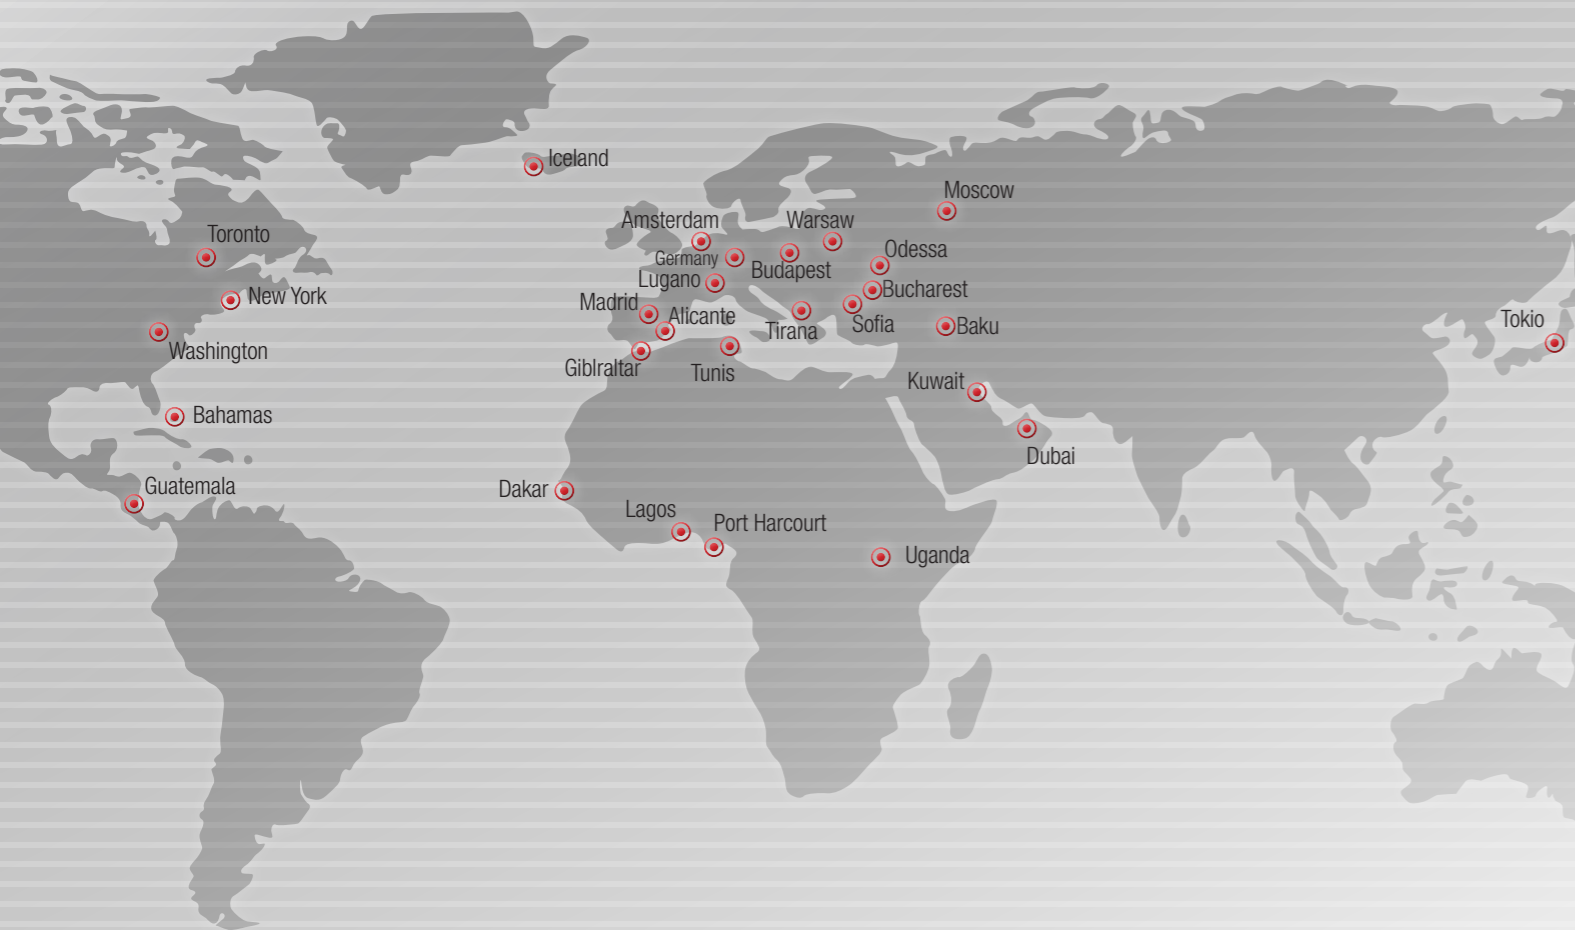 Iceland
Moscow
Amsterdam
Warsaw
Toronto
Odessa
Germany
Budapest
Lugano
Bucharest
New York
Madrid
Alicante
Tokio
Sofia
Baku
Tirana
Washington
Giblraltar
Tunis
Kuwait
Bahamas
Dubai
Guatemala
Dakar
Lagos
Port Harcourt
Uganda